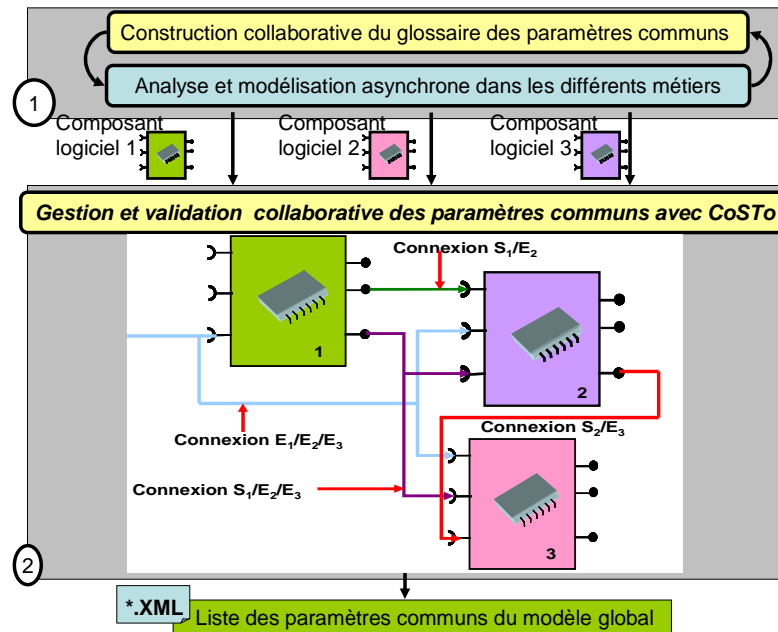 Construction collaborative du glossaire des paramètres communs
Analyse et modélisation asynchrone dans les différents métiers
1
Composant
logiciel 1
Composant
logiciel 2
Composant
logiciel 3
Gestion et validation collaborative des paramètres communs avec CoSTo
Connexion S1/E2
1
2
Connexion E1/E2/E3
Connexion S2/E3
Connexion S1/E2/E3
3
2
*.XML
Liste des paramètres communs du modèle global